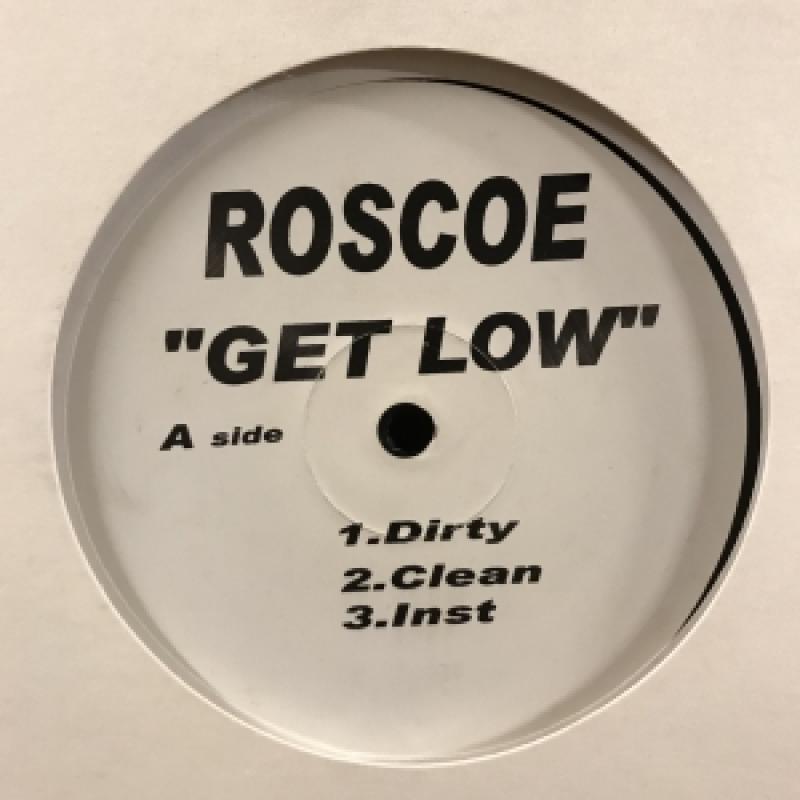 ROSCOE
"GET LOW"
A side
1.Dirty
2.Clean
3.Inst